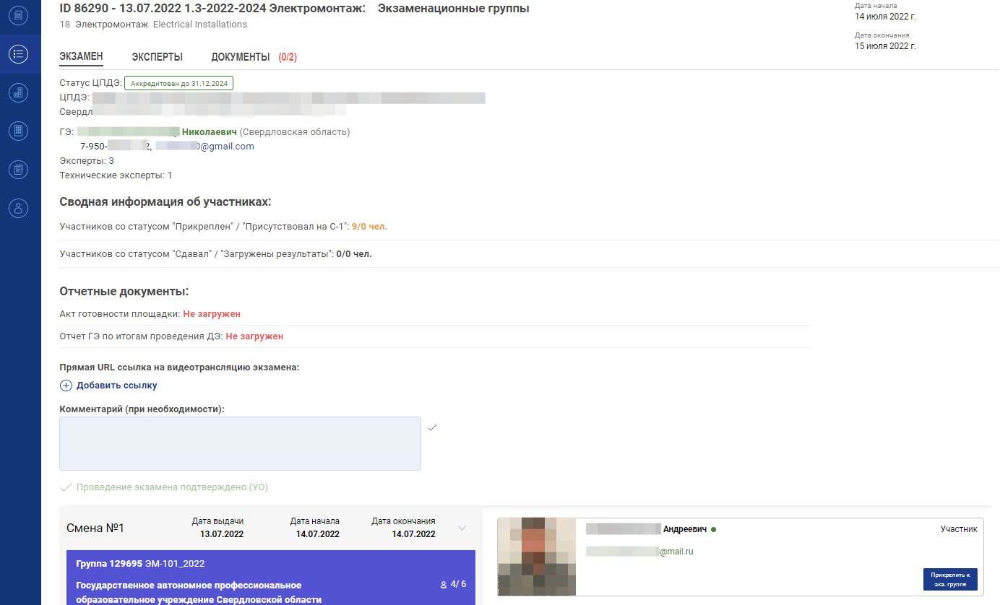 ID 86290 - 13.07.2022 1.3-2022-2024 Электромонтаж: Экзаменационные группы
18 Электромонтаж Electrical Installations
Дата начала
14 июля 2022 г.
Дата окончания
15 июля 2022 г.
ЭКЗАМЕН ЭКСПЕРТЫ ДОКУМЕНТЫ (0/2)
Статус ЦПДЭ: Аккредитован до 31.12.2024
ЦПДЭ:
Свердл
ГЭ: Николаевич (Свердловская область)
7-950- 2, @gmail.com
Эксперты: 3
Технические эксперты: 1
Сводная информация об участниках:
Участников со статусом "Прикреплен" / "Присутствовал на С-1": 9/0 чел.
Участников со статусом "Сдавал" / "Загружены результаты": 0/0 чел.
Отчетные документы:
Акт готовности площадки: Не загружен
Отчет ГЭ по итогам проведения ДЭ: Не загружен
Прямая URL ссылка на видеотрансляцию экзамена:
Добавить ссылку
Комментарий (при необходимости):
Проведение экзамена подтверждено (УО)
Смена №1
Дата выдачи
13.07.2022
Дата начала
14.07.2022
Дата окончания
14.07.2022
Группа 129695 ЭМ-101_2022
Государственное автономное профессиональное
образовательное учреждение Свердловской области
4/ 6
Андреевич
Участник
@mail.ru
Прикрепить к
экз. группе